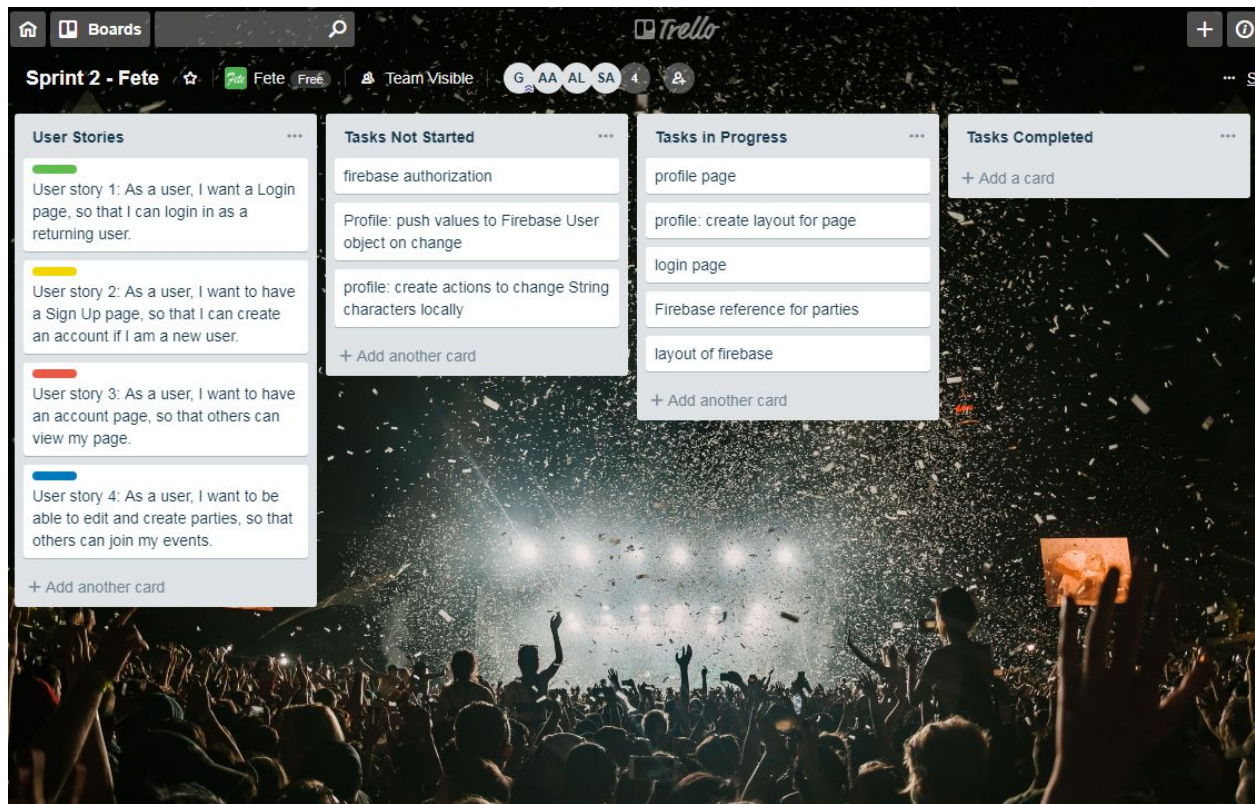 Boards
Trello
Sprint 2 - Fete
Fete
Fete Free
Team Visible
G AA AL SA 4
User Stories
User story 1: As a user, I want a Login
page, so that I can login in as a
returning user.
User story 2: As a user, I want to have
a Sign Up page, so that I can create
an account if I am a new user.
User story 3: As a user, I want to have
an account page, so that others can
view my page.
User story 4: As a user, I want to be
able to edit and create parties, so that
others can join my events.
+ Add another card
Tasks Not Started
firebase authorization
Profile: push values to Firebase User
object on change
profile: create actions to change String
characters locally
+ Add another card
Tasks in Progress
profile page
profile: create layout for page
login page
Firebase reference for parties
layout of firebase
+ Add another card
Tasks Completed
+ Add a card